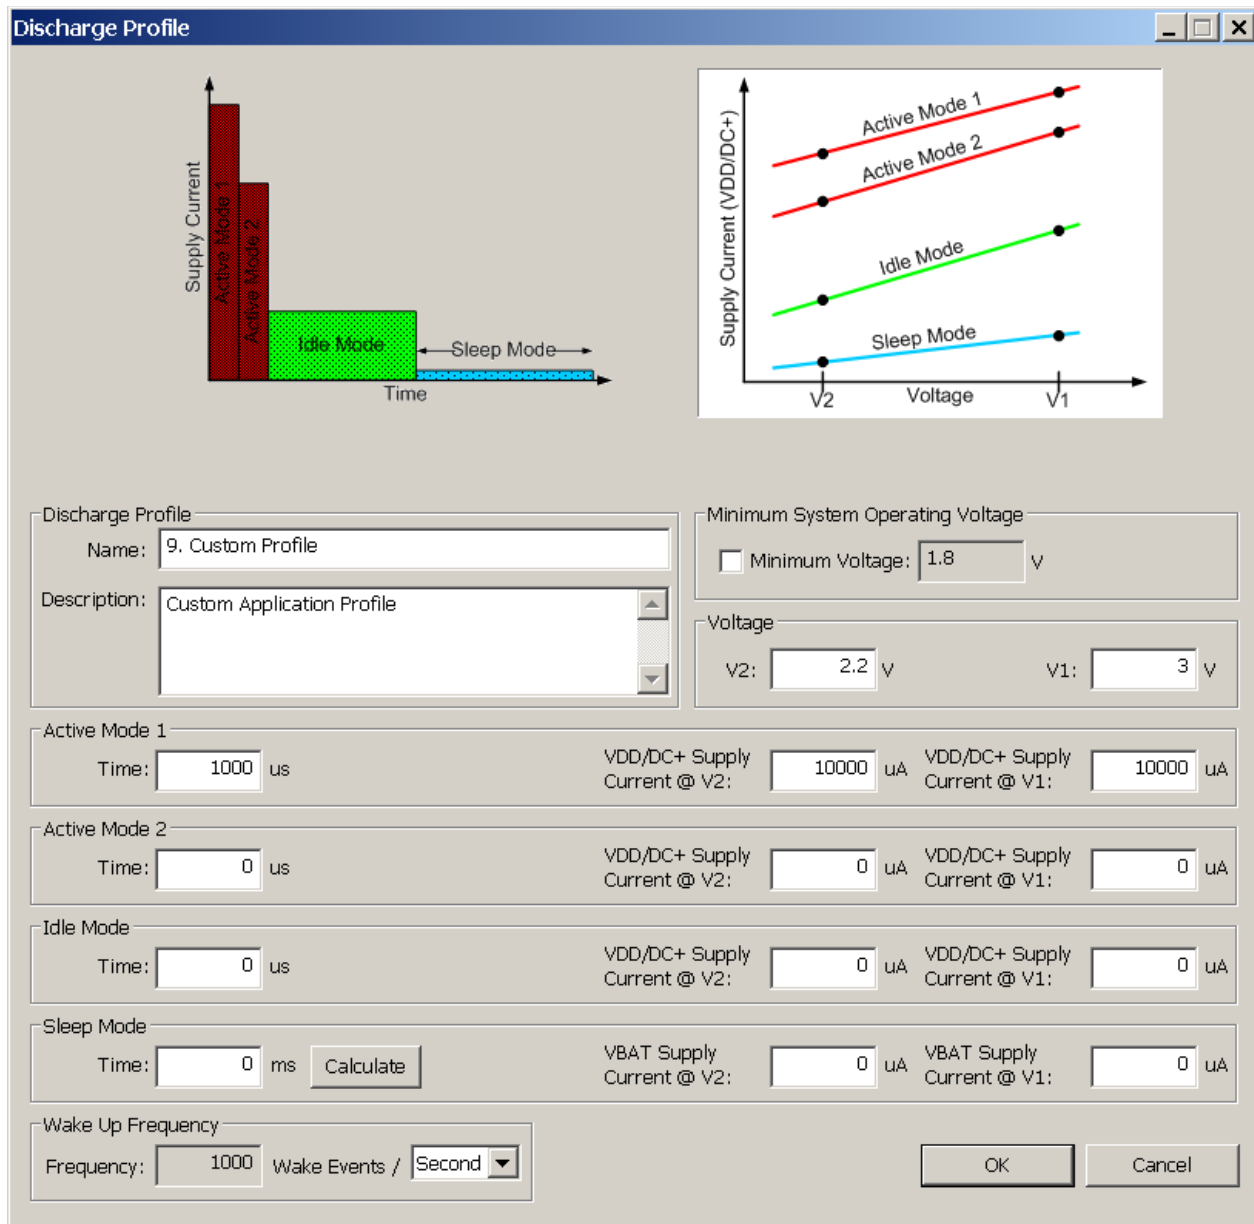 Discharge Profile
Supply Current
Active Mode 1
Active Mode 2
Idle Mode
Sleep Mode
Time
Supply Current (VDD/DC+)
Active Mode 1
Active Mode 2
Idle Mode
Sleep Mode
V2 Voltage V1
Discharge Profile
Name: 9. Custom Profile
Description: Custom Application Profile
Minimum System Operating Voltage
Minimum Voltage: 1.8 V
Voltage
V2: 2.2 V V1: 3 V
Active Mode 1
Time: 1000 us VDD/DC+ Supply Current @ V2: 10000 uA VDD/DC+ Supply Current @ V1: 10000 uA
Active Mode 2
Time: 0 us VDD/DC+ Supply Current @ V2: 0 uA VDD/DC+ Supply Current @ V1: 0 uA
Idle Mode
Time: 0 us VDD/DC+ Supply Current @ V2: 0 uA VDD/DC+ Supply Current @ V1: 0 uA
Sleep Mode
Time: 0 ms Calculate VBAT Supply Current @ V2: 0 uA VBAT Supply Current @ V1: 0 uA
Wake Up Frequency
Frequency: 1000 Wake Events / Second
OK Cancel